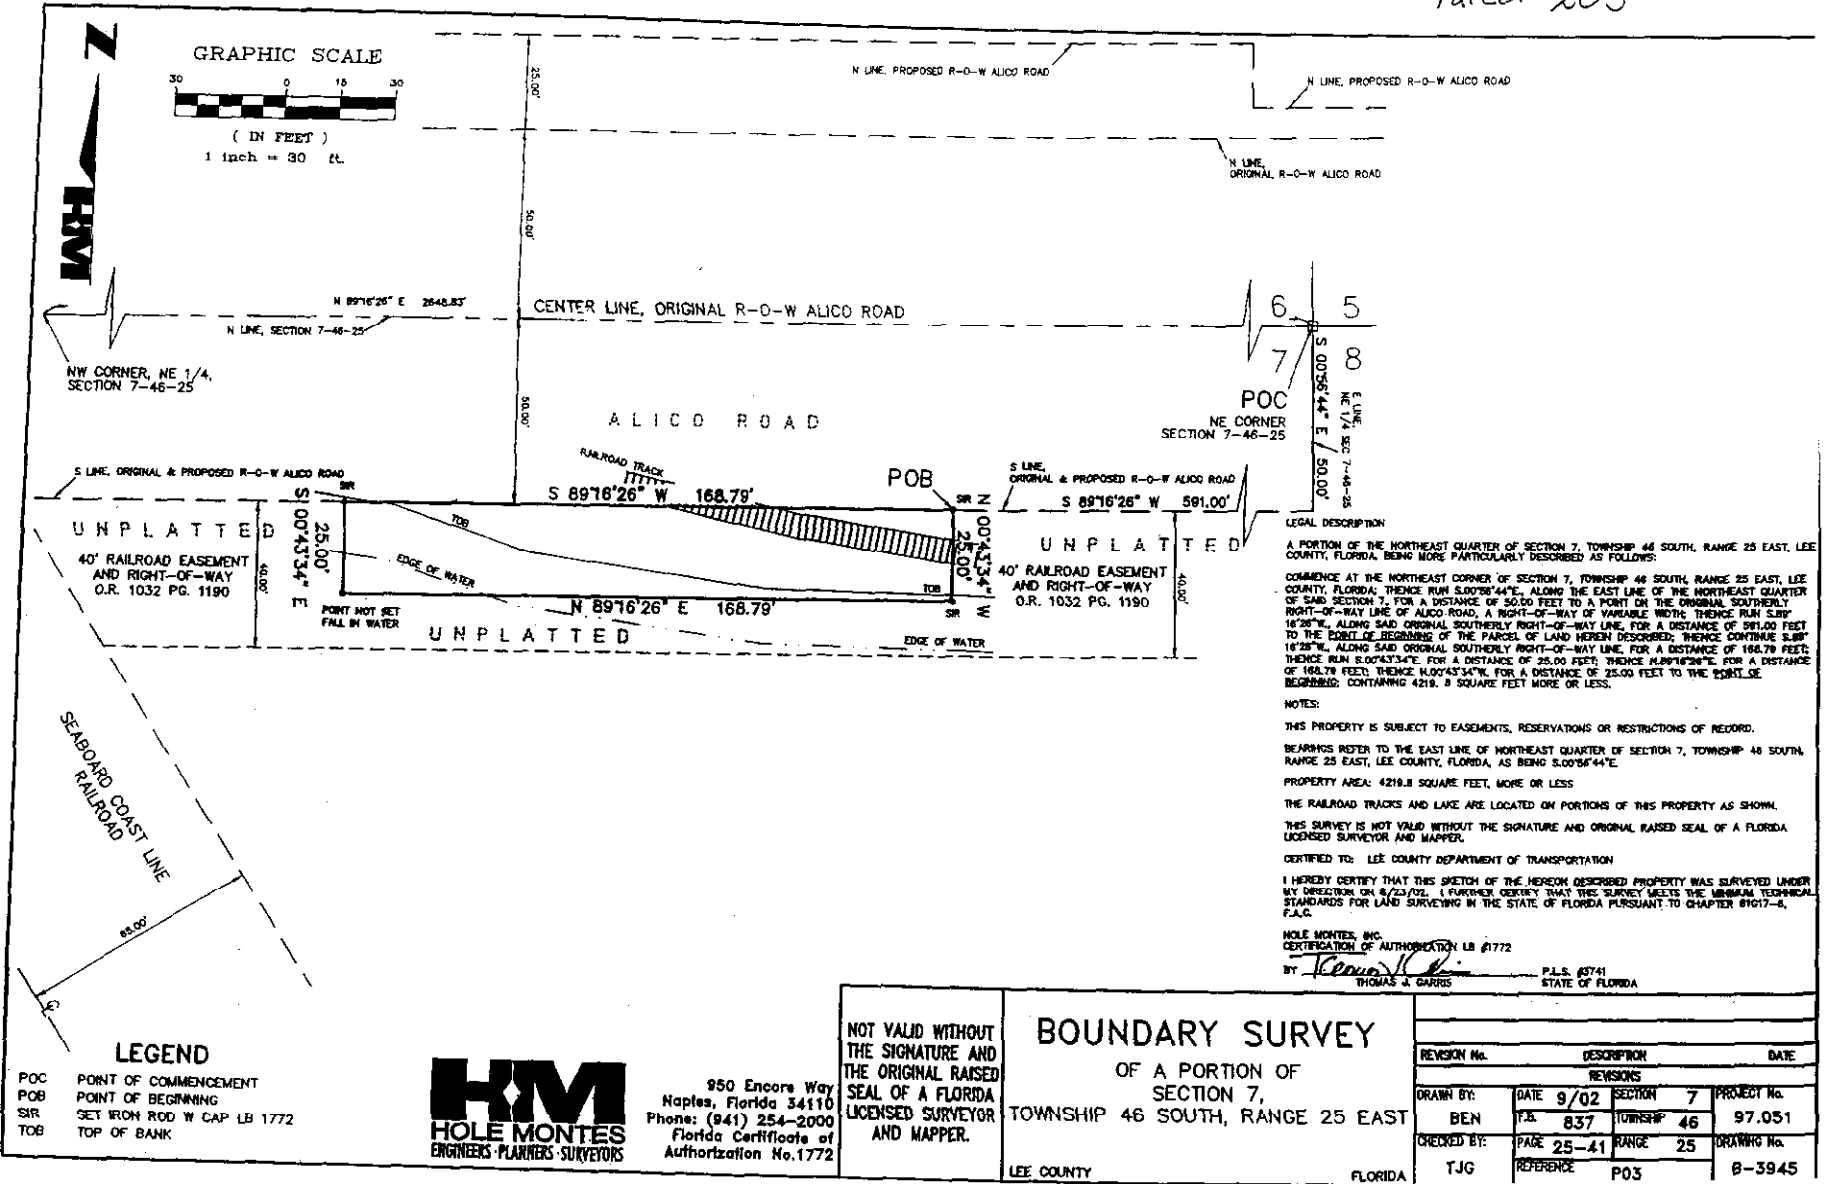 Parcel 203
Z
GRAPHIC SCALE
30 0 15 30
( IN FEET )
1 inch = 30 ft.
HM
25.00'
N LINE, PROPOSED R-O-W ALICO ROAD
N LINE, PROPOSED R-O-W ALICO ROAD
N LINE,
ORIGINAL R-O-W ALICO ROAD
50.00'
N 89°16'26" E 2648.83'
CENTER LINE, ORIGINAL R-O-W ALICO ROAD
N LINE, SECTION 7-46-25
NW CORNER, NE 1/4,
SECTION 7-46-25
6 5
7 8
POC
NE CORNER
SECTION 7-46-25
S 00°56'44" E / 50.00'
E LINE,
NE 1/4 SEC 7-46-25
50.00'
ALICO ROAD
RAILROAD TRACK
S LINE, ORIGINAL & PROPOSED R-O-W ALICO ROAD
SIR
S 89°16'26" W 168.79'
POB
SIR
S LINE,
ORIGINAL & PROPOSED R-O-W ALICO ROAD
S 89°16'26" W 591.00'
UNPLATTED
40' RAILROAD EASEMENT
AND RIGHT-OF-WAY
O.R. 1032 PG. 1190
40.00'
S 00°43'34" E
25.00'
TOB
EDGE OF WATER
TOB
N 00°43'34" W
25.00'
UNPLATTED
40' RAILROAD EASEMENT
AND RIGHT-OF-WAY
O.R. 1032 PG. 1190
40.00'
POINT NOT SET
FALL IN WATER
N 89°16'26" E 168.79'
SIR
UNPLATTED
EDGE OF WATER
SEABOARD COAST LINE
RAILROAD
65.00'
LEGAL DESCRIPTION
A PORTION OF THE NORTHEAST QUARTER OF SECTION 7, TOWNSHIP 46 SOUTH, RANGE 25 EAST, LEE
COUNTY, FLORIDA, BEING MORE PARTICULARLY DESCRIBED AS FOLLOWS:
COMMENCE AT THE NORTHEAST CORNER OF SECTION 7, TOWNSHIP 46 SOUTH, RANGE 25 EAST, LEE
COUNTY, FLORIDA; THENCE RUN S.00°56'44"E., ALONG THE EAST LINE OF THE NORTHEAST QUARTER
OF SAID SECTION 7, FOR A DISTANCE OF 50.00 FEET TO A POINT ON THE ORIGINAL SOUTHERLY
RIGHT-OF-WAY LINE OF ALICO ROAD, A RIGHT-OF-WAY OF VARIABLE WIDTH; THENCE RUN S.89°
16'26"W., ALONG SAID ORIGINAL SOUTHERLY RIGHT-OF-WAY LINE, FOR A DISTANCE OF 591.00 FEET
TO THE POINT OF BEGINNING OF THE PARCEL OF LAND HEREIN DESCRIBED; THENCE CONTINUE S.89°
16'26"W., ALONG SAID ORIGINAL SOUTHERLY RIGHT-OF-WAY LINE, FOR A DISTANCE OF 168.79 FEET;
THENCE RUN S.00°43'34"E. FOR A DISTANCE OF 25.00 FEET; THENCE N.89°16'26"E. FOR A DISTANCE
OF 168.79 FEET; THENCE N.00°43'34"W. FOR A DISTANCE OF 25.00 FEET TO THE POINT OF
BEGINNING; CONTAINING 4219. 8 SQUARE FEET MORE OR LESS.
NOTES:
THIS PROPERTY IS SUBJECT TO EASEMENTS, RESERVATIONS OR RESTRICTIONS OF RECORD.
BEARINGS REFER TO THE EAST LINE OF NORTHEAST QUARTER OF SECTION 7, TOWNSHIP 46 SOUTH,
RANGE 25 EAST, LEE COUNTY, FLORIDA, AS BEING S.00°56'44"E.
PROPERTY AREA: 4219.8 SQUARE FEET, MORE OR LESS
THE RAILROAD TRACKS AND LAKE ARE LOCATED ON PORTIONS OF THIS PROPERTY AS SHOWN.
THIS SURVEY IS NOT VALID WITHOUT THE SIGNATURE AND ORIGINAL RAISED SEAL OF A FLORIDA
LICENSED SURVEYOR AND MAPPER.
CERTIFIED TO: LEE COUNTY DEPARTMENT OF TRANSPORTATION
I HEREBY CERTIFY THAT THIS SKETCH OF THE HEREON DESCRIBED PROPERTY WAS SURVEYED UNDER
MY DIRECTION ON 8/23/02. I FURTHER CERTIFY THAT THIS SURVEY MEETS THE MINIMUM TECHNICAL
STANDARDS FOR LAND SURVEYING IN THE STATE OF FLORIDA PURSUANT TO CHAPTER 61G17-6,
F.A.C.
HOLE MONTES, INC.
CERTIFICATION OF AUTHORIZATION LB #1772
BY
THOMAS J. GARRIS
P.L.S. #3741
STATE OF FLORIDA
LEGEND
POC POINT OF COMMENCEMENT
POB POINT OF BEGINNING
SIR SET IRON ROD W CAP LB 1772
TOB TOP OF BANK
HM
HOLE MONTES
ENGINEERS·PLANNERS·SURVEYORS
950 Encore Way
Naples, Florida 34110
Phone: (941) 254-2000
Florida Certificate of
Authorization No.1772
NOT VALID WITHOUT
THE SIGNATURE AND
THE ORIGINAL RAISED
SEAL OF A FLORIDA
LICENSED SURVEYOR
AND MAPPER.
BOUNDARY SURVEY
OF A PORTION OF
SECTION 7,
TOWNSHIP 46 SOUTH, RANGE 25 EAST
LEE COUNTY FLORIDA
REVISION No. DESCRIPTION DATE
REVISIONS
DRAWN BY: BEN
DATE 9/02
SECTION 7
PROJECT No. 97.051
F.B. 837
TOWNSHIP 46
CHECKED BY: TJG
PAGE 25-41
RANGE 25
DRAWING No. B-3945
REFERENCE P03